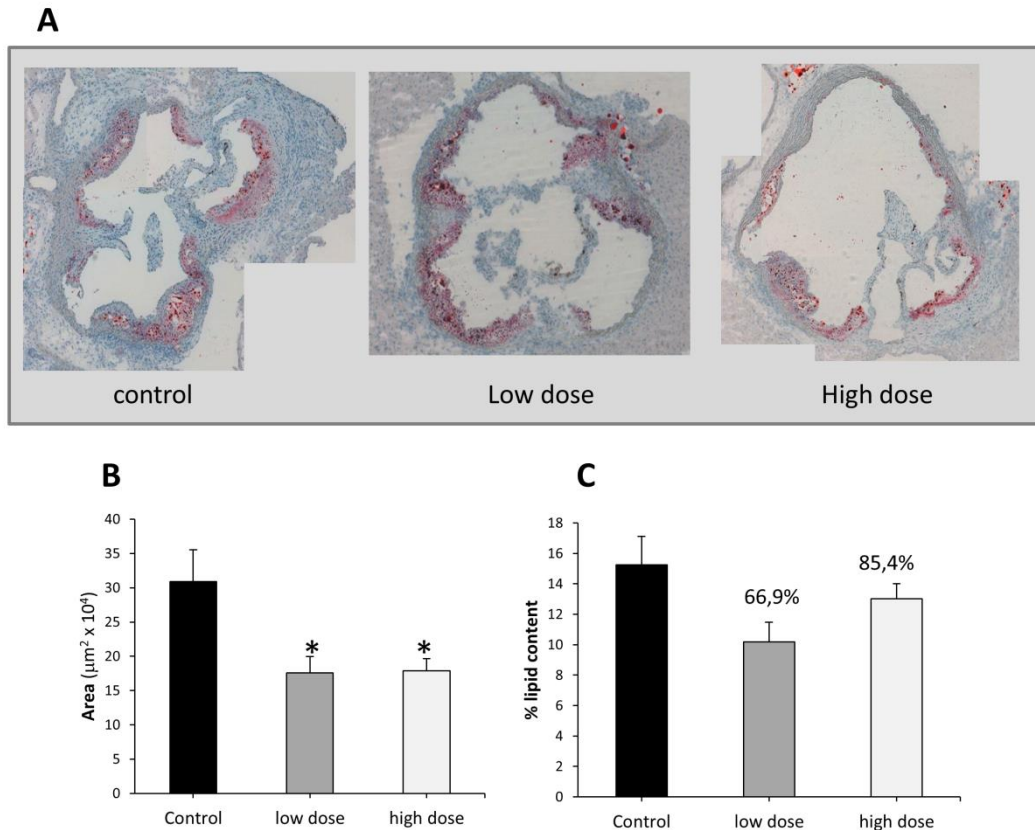 A
control Low dose High dose
B
Area (μm² x 10⁴)
40
35
30
25
20
15
10
5
0
* *
Control low dose high dose
C
% lipid content
18
16
14
12
10
8
6
4
2
0
66,9%
85,4%
Control low dose high dose